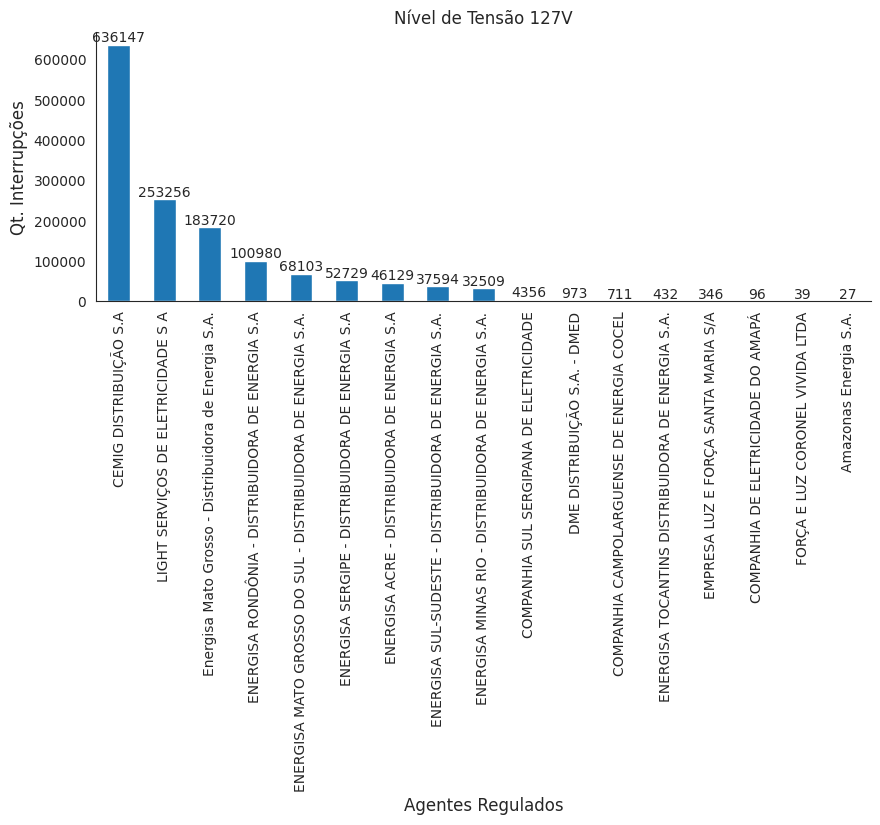 Nível de Tensão 127V
Qt. Interrupções
600000
500000
400000
300000
200000
100000
0
636147
253256
183720
100980
68103
52729
46129
37594
32509
4356
973
711
432
346
96
39
27
CEMIG DISTRIBUIÇÃO S.A
LIGHT SERVIÇOS DE ELETRICIDADE S A
Energisa Mato Grosso - Distribuidora de Energia S.A.
ENERGISA RONDÔNIA - DISTRIBUIDORA DE ENERGIA S.A
ENERGISA MATO GROSSO DO SUL - DISTRIBUIDORA DE ENERGIA S.A.
ENERGISA SERGIPE - DISTRIBUIDORA DE ENERGIA S.A
ENERGISA ACRE - DISTRIBUIDORA DE ENERGIA S.A
ENERGISA SUL-SUDESTE - DISTRIBUIDORA DE ENERGIA S.A.
ENERGISA MINAS RIO - DISTRIBUIDORA DE ENERGIA S.A.
COMPANHIA SUL SERGIPANA DE ELETRICIDADE
DME DISTRIBUIÇÃO S.A. - DMED
COMPANHIA CAMPOLARGUENSE DE ENERGIA COCEL
ENERGISA TOCANTINS DISTRIBUIDORA DE ENERGIA S.A.
EMPRESA LUZ E FORÇA SANTA MARIA S/A
COMPANHIA DE ELETRICIDADE DO AMAPÁ
FORÇA E LUZ CORONEL VIVIDA LTDA
Amazonas Energia S.A.
Agentes Regulados